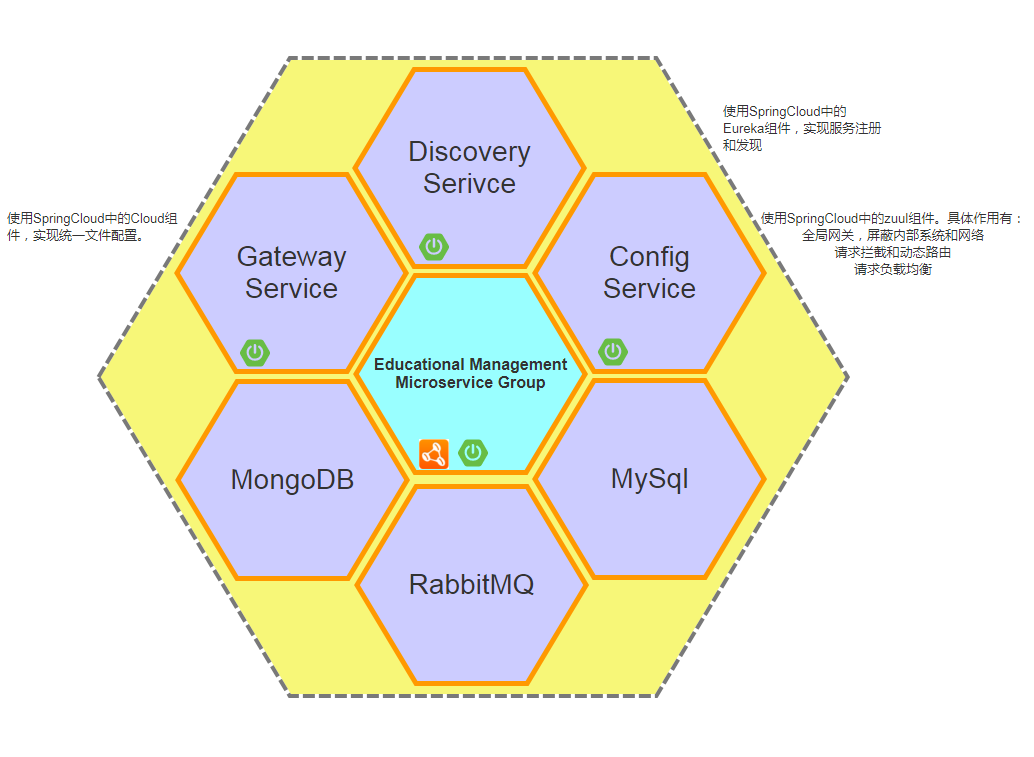 使用SpringCloud中的
Eureka组件，实现服务注册
和发现
Discovery
Serivce
使用SpringCloud中的Cloud组
件，实现统一文件配置。
使用SpringCloud中的zuul组件。具体作用有：
全局网关，屏蔽内部系统和网络
请求拦截和动态路由
请求负载均衡
Gateway
Service
Config
Service
Educational Management
Microservice Group
MongoDB
MySql
RabbitMQ